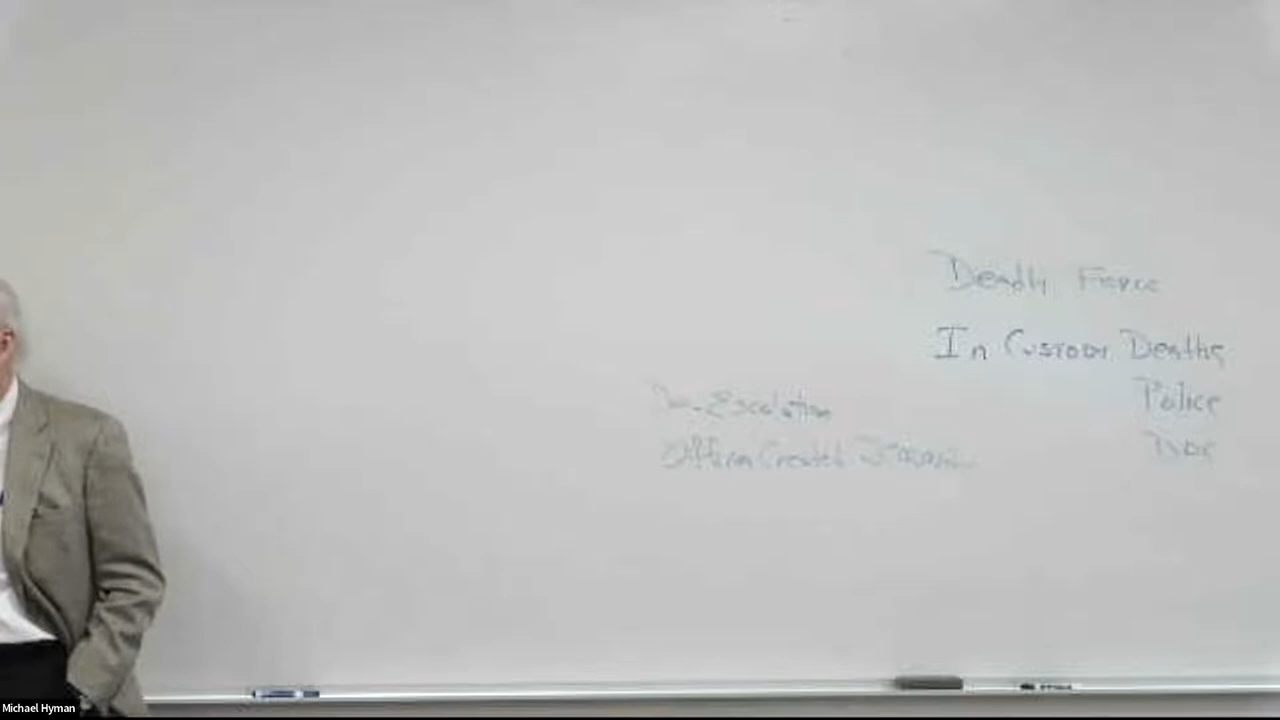 Deadly Force
In Custody Deaths
De-Escalation
Police
Officer Created
DOC
Michael Hyman